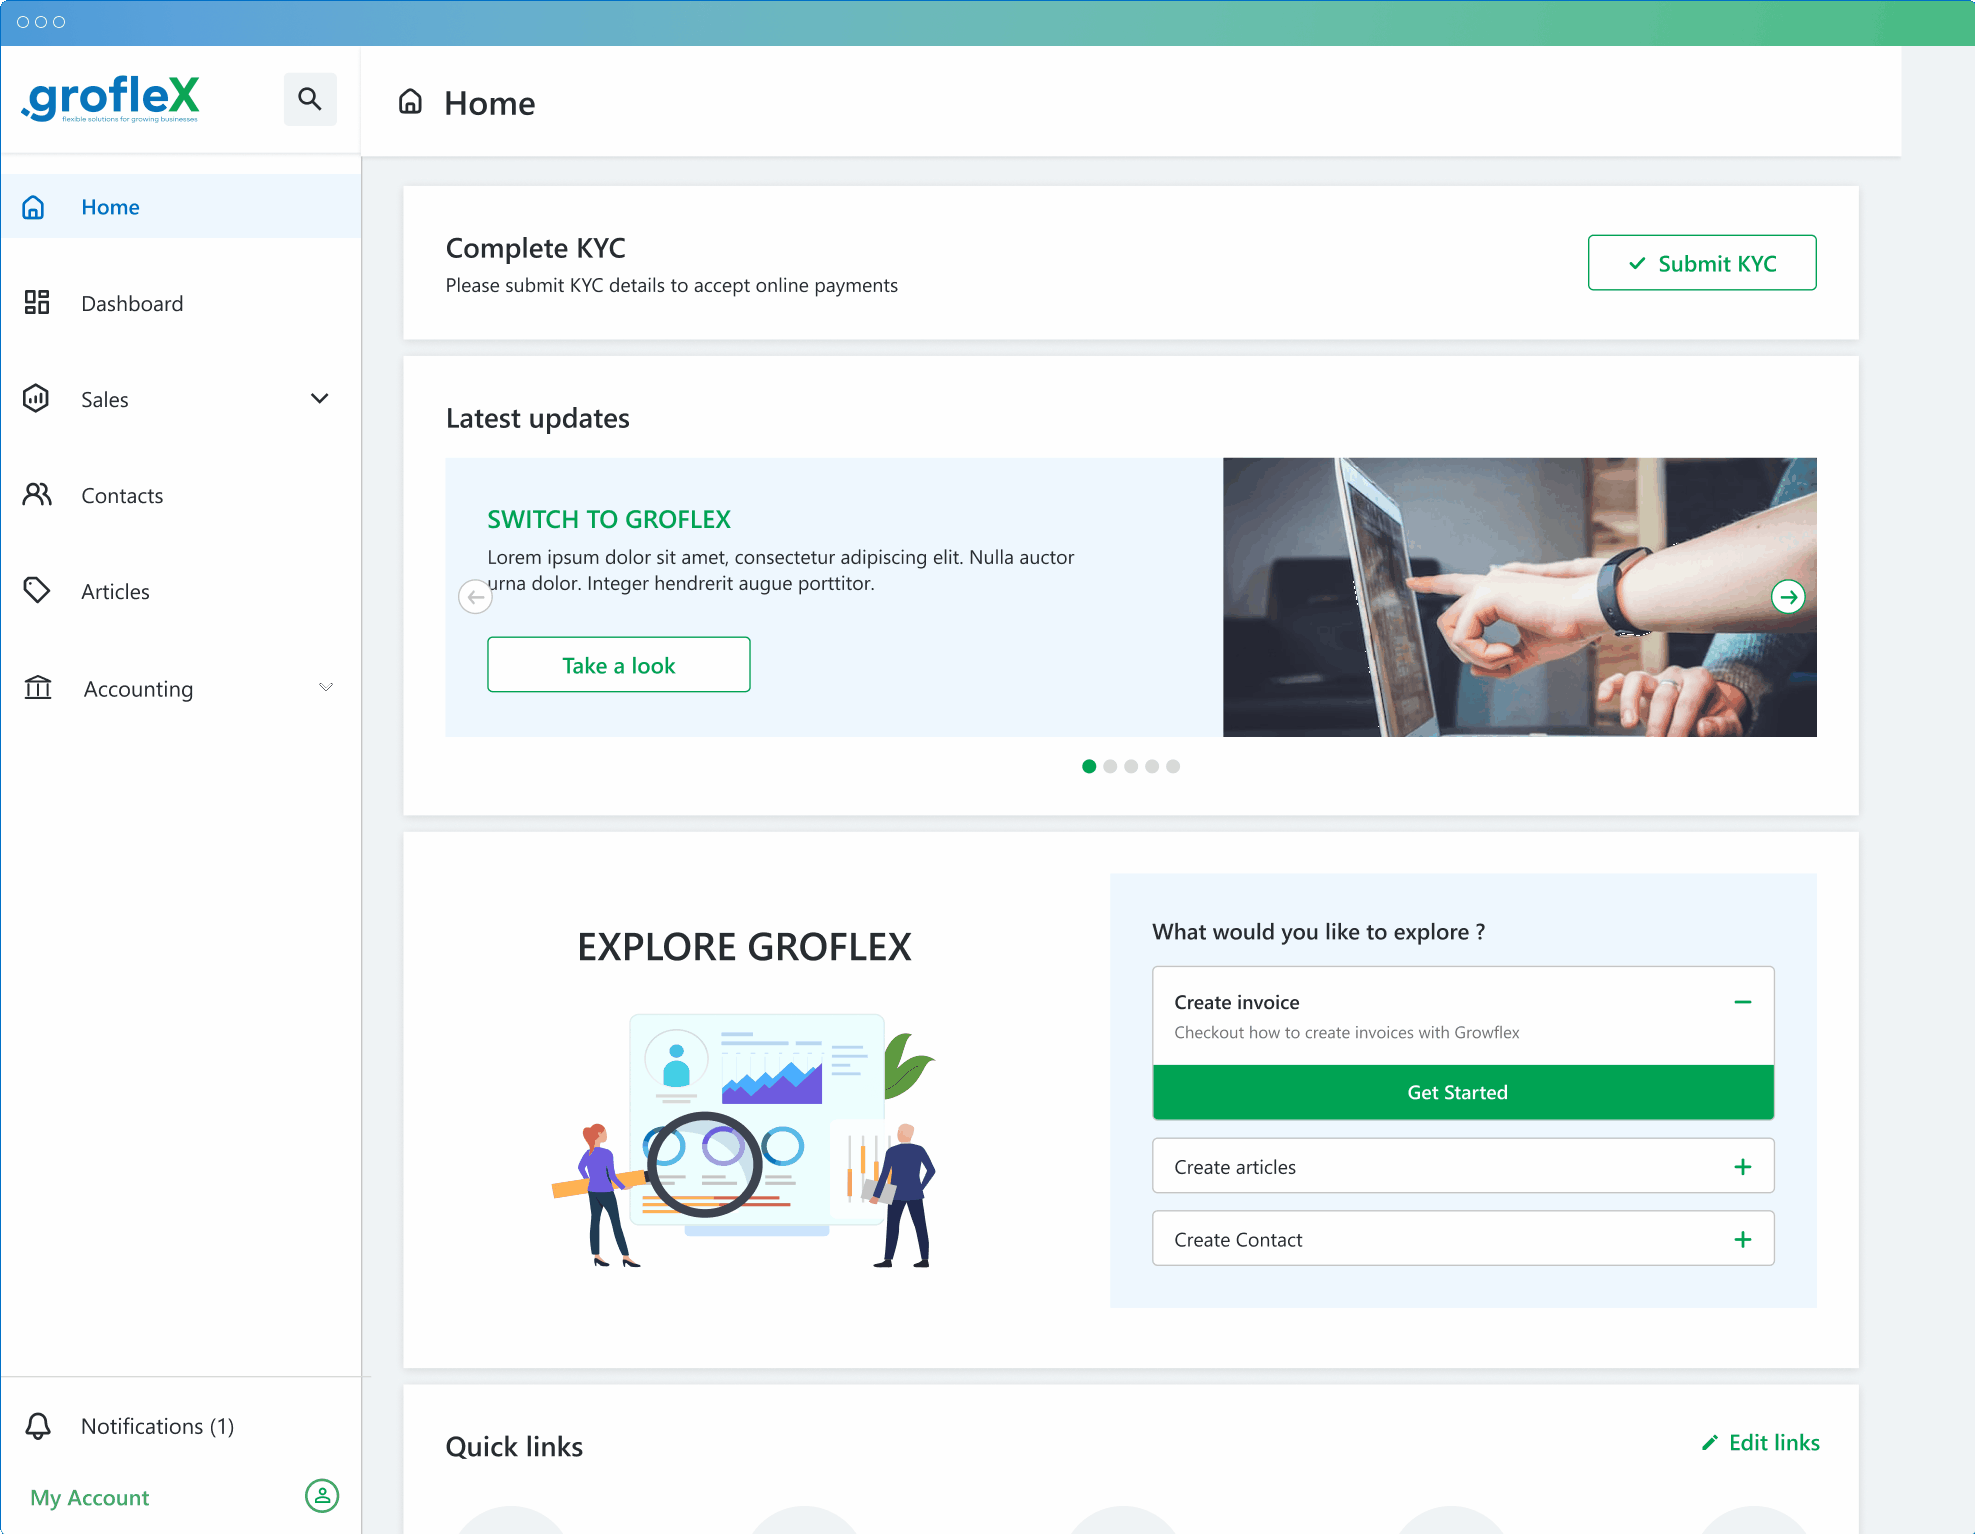 .grofleX
flexible solutions for growing businesses
Home
Home
Dashboard
Sales
Contacts
Articles
Accounting
Notifications (1)
My Account
Complete KYC
Please submit KYC details to accept online payments
Submit KYC
Latest updates
SWITCH TO GROFLEX
Lorem ipsum dolor sit amet, consectetur adipiscing elit. Nulla auctor
urna dolor. Integer hendrerit augue porttitor.
Take a look
EXPLORE GROFLEX
What would you like to explore ?
Create invoice
Checkout how to create invoices with Growflex
Get Started
Create articles
Create Contact
Quick links
Edit links